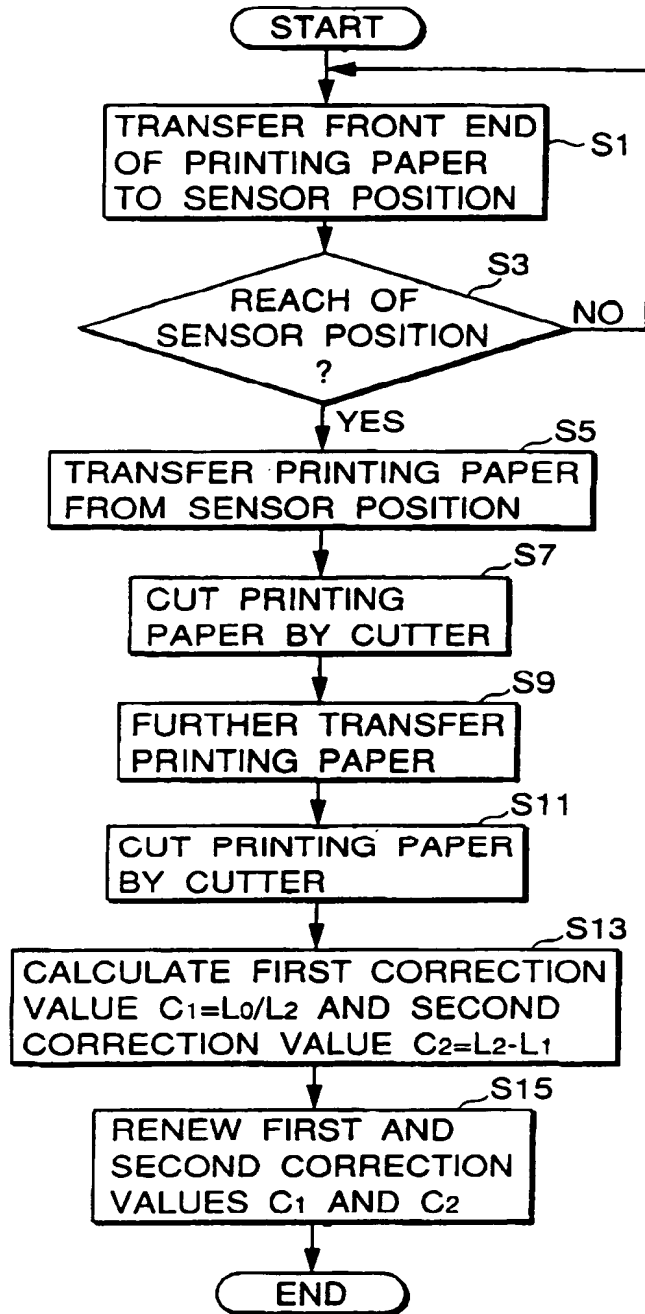 START
TRANSFER FRONT END
OF PRINTING PAPER
TO SENSOR POSITION
S1
S3
REACH OF
SENSOR POSITION
?
NO
YES
S5
TRANSFER PRINTING PAPER
FROM SENSOR POSITION
S7
CUT PRINTING
PAPER BY CUTTER
S9
FURTHER TRANSFER
PRINTING PAPER
S11
CUT PRINTING PAPER
BY CUTTER
S13
CALCULATE FIRST CORRECTION
VALUE C₁=L₀/L₂ AND SECOND
CORRECTION VALUE C₂=L₂-L₁
S15
RENEW FIRST AND
SECOND CORRECTION
VALUES C₁ AND C₂
END